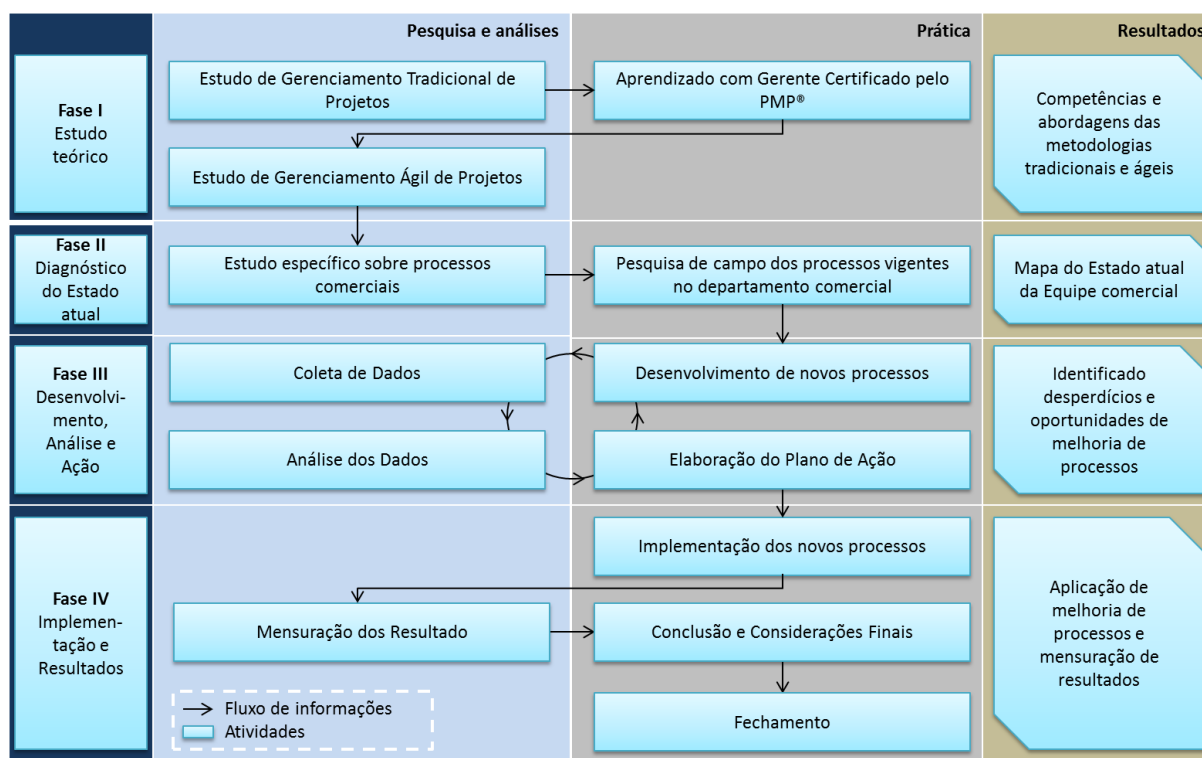 Pesquisa e análises
Prática
Resultados
Fase I
Estudo
teórico
Estudo de Gerenciamento Tradicional de
Projetos
Aprendizado com Gerente Certificado pelo
PMP®
Estudo de Gerenciamento Ágil de Projetos
Competências e
abordagens das
metodologias
tradicionais e ágeis
Fase II
Diagnóstico
do Estado
atual
Estudo específico sobre processos
comerciais
Pesquisa de campo dos processos vigentes
no departamento comercial
Mapa do Estado atual
da Equipe comercial
Fase III
Desenvolvi-
mento,
Análise e
Ação
Coleta de Dados
Desenvolvimento de novos processos
Análise dos Dados
Elaboração do Plano de Ação
Identificado
desperdícios e
oportunidades de
melhoria de
processos
Fase IV
Implemen-
tação e
Resultados
Implementação dos novos processos
Mensuração dos Resultado
Conclusão e Considerações Finais
Fechamento
Aplicação de
melhoria de
processos e
mensuração de
resultados
Fluxo de informações
Atividades